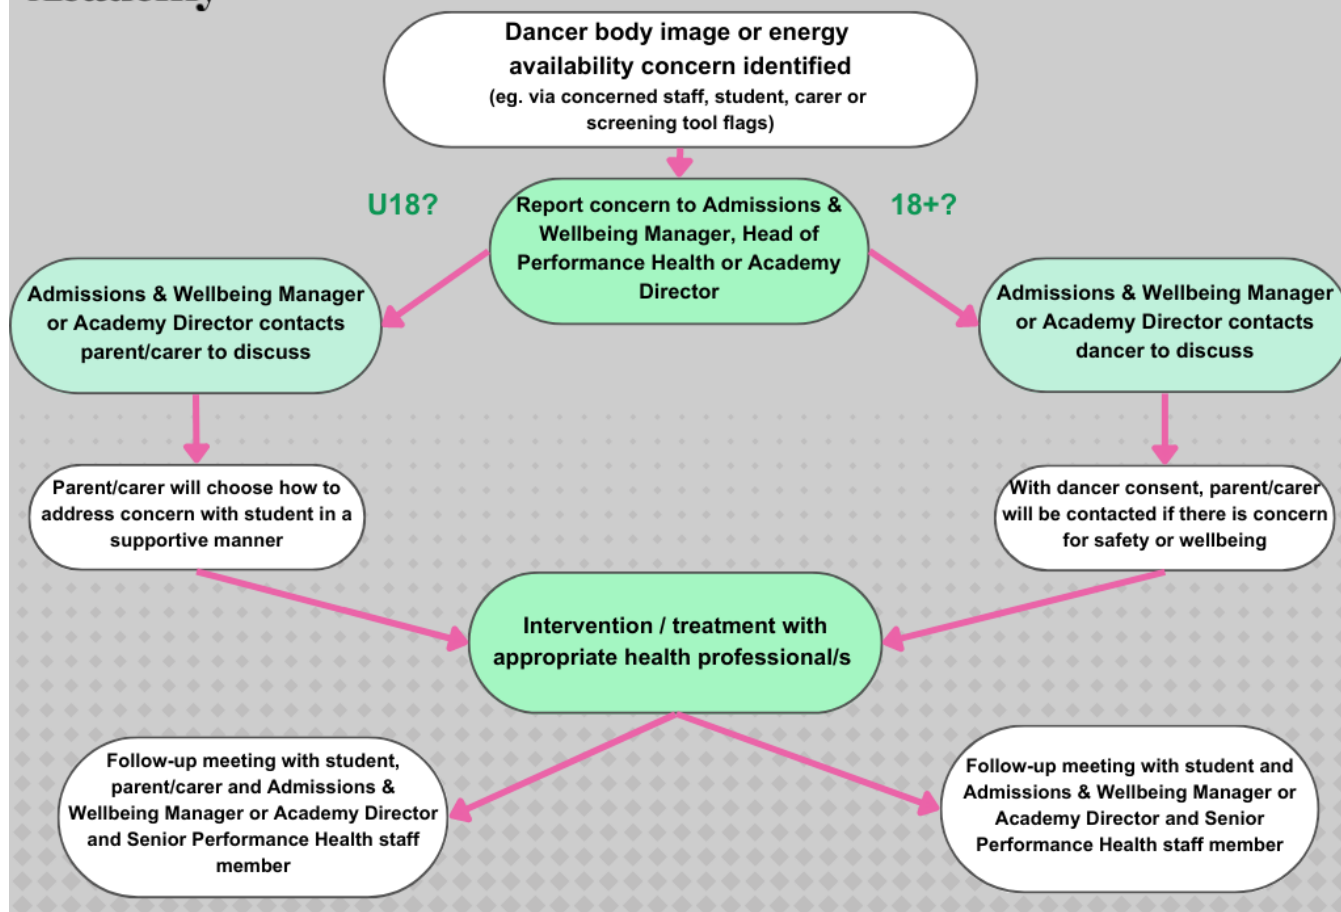 Academy
Dancer body image or energy
availability concern identified
(eg. via concerned staff, student, carer or
screening tool flags)
U18?
Report concern to Admissions &
Wellbeing Manager, Head of
Performance Health or Academy
Director
18+?
Admissions & Wellbeing Manager
or Academy Director contacts
parent/carer to discuss
Admissions & Wellbeing Manager
or Academy Director contacts
dancer to discuss
Parent/carer will choose how to
address concern with student in a
supportive manner
With dancer consent, parent/carer
will be contacted if there is concern
for safety or wellbeing
Intervention / treatment with
appropriate health professional/s
Follow-up meeting with student,
parent/carer and Admissions &
Wellbeing Manager or Academy Director
and Senior Performance Health staff
member
Follow-up meeting with student and
Admissions & Wellbeing Manager or
Academy Director and Senior
Performance Health staff member